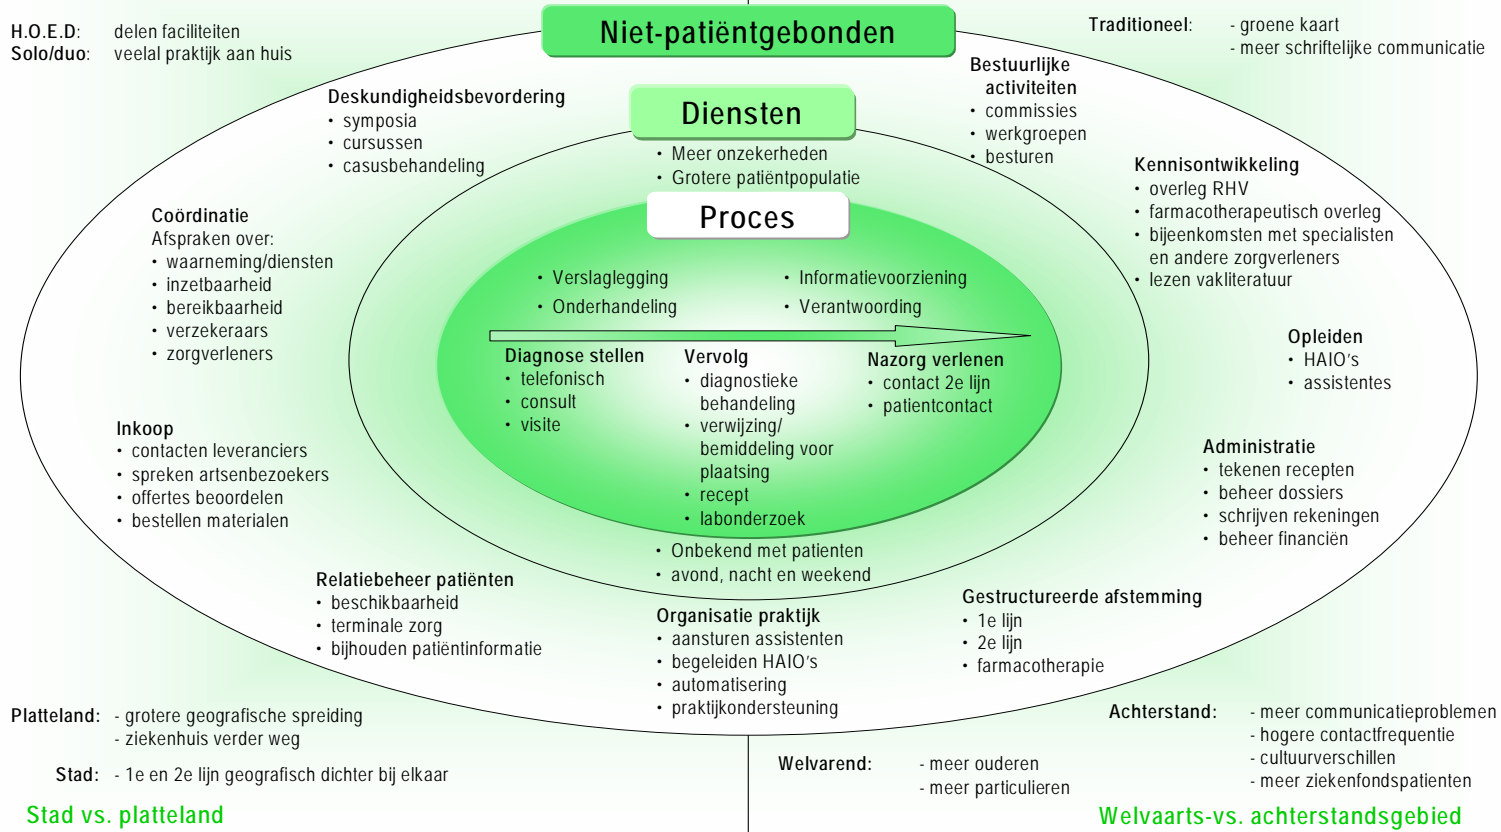 H.O.E.D: delen faciliteiten
Solo/duo: veelal praktijk aan huis
Niet-patiëntgebonden
Traditioneel: - groene kaart
- meer schriftelijke communicatie
Deskundigheidsbevordering
• symposia
• cursussen
• casusbehandeling
Diensten
• Meer onzekerheden
• Grotere patiëntpopulatie
Bestuurlijke
activiteiten
• commissies
• werkgroepen
• besturen
Kennisontwikkeling
• overleg RHV
• farmacotherapeutisch overleg
• bijeenkomsten met specialisten
en andere zorgverleners
• lezen vakliteratuur
Coördinatie
Afspraken over:
• waarneming/diensten
• inzetbaarheid
• bereikbaarheid
• verzekeraars
• zorgverleners
Proces
• Verslaglegging
• Onderhandeling
• Informatievoorziening
• Verantwoording
Diagnose stellen
• telefonisch
• consult
• visite
Vervolg
• diagnostieke
behandeling
• verwijzing/
bemiddeling voor
plaatsing
• recept
• labonderzoek
Nazorg verlenen
• contact 2e lijn
• patientcontact
Opleiden
• HAIO's
• assistentes
Inkoop
• contacten leveranciers
• spreken artsenbezoekers
• offertes beoordelen
• bestellen materialen
Administratie
• tekenen recepten
• beheer dossiers
• schrijven rekeningen
• beheer financiën
• Onbekend met patienten
• avond, nacht en weekend
Relatiebeheer patiënten
• beschikbaarheid
• terminale zorg
• bijhouden patiëntinformatie
Organisatie praktijk
• aansturen assistenten
• begeleiden HAIO's
• automatisering
• praktijkondersteuning
Gestructureerde afstemming
• 1e lijn
• 2e lijn
• farmacotherapie
Platteland: - grotere geografische spreiding
- ziekenhuis verder weg
Stad: - 1e en 2e lijn geografisch dichter bij elkaar
Stad vs. platteland
Welvarend: - meer ouderen
- meer particulieren
Achterstand: - meer communicatieproblemen
- hogere contactfrequentie
- cultuurverschillen
- meer ziekenfondspatienten
Welvaarts-vs. achterstandsgebied